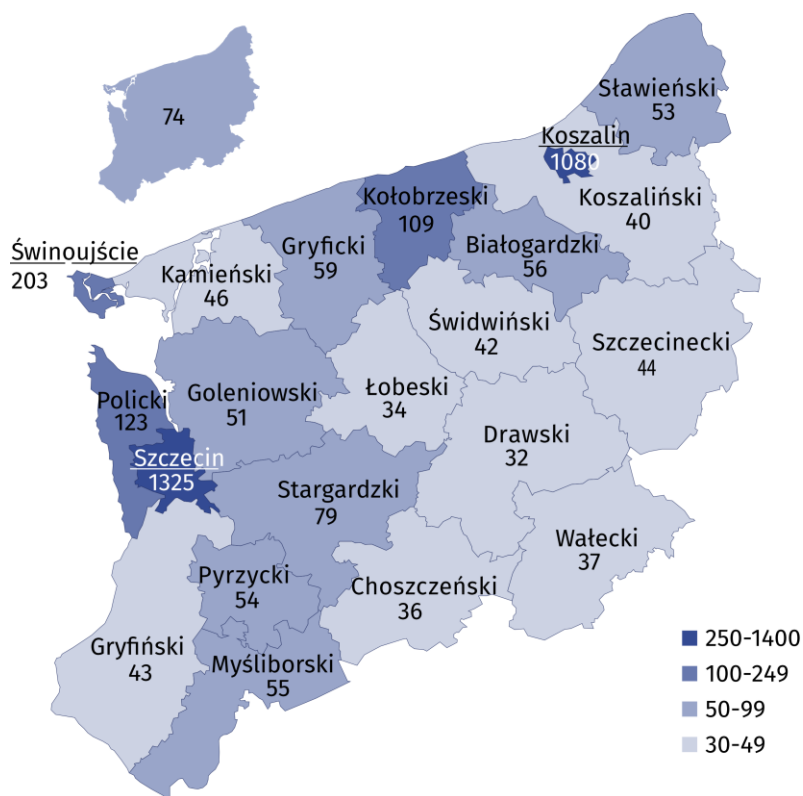 74
Sławieński
53
Koszalin
1080
Koszaliński
40
Kołobrzeski
109
Białogardzki
56
Gryficki
59
Świnoujście
203
Kamieński
46
Świdwiński
42
Szczecinecki
44
Policki
123
Goleniowski
51
Łobeski
34
Drawski
32
Szczecin
1325
Stargardzki
79
Wałecki
37
Pyrzycki
54
Choszczeński
36
Gryfiński
43
Myśliborski
55
250-1400
100-249
50-99
30-49